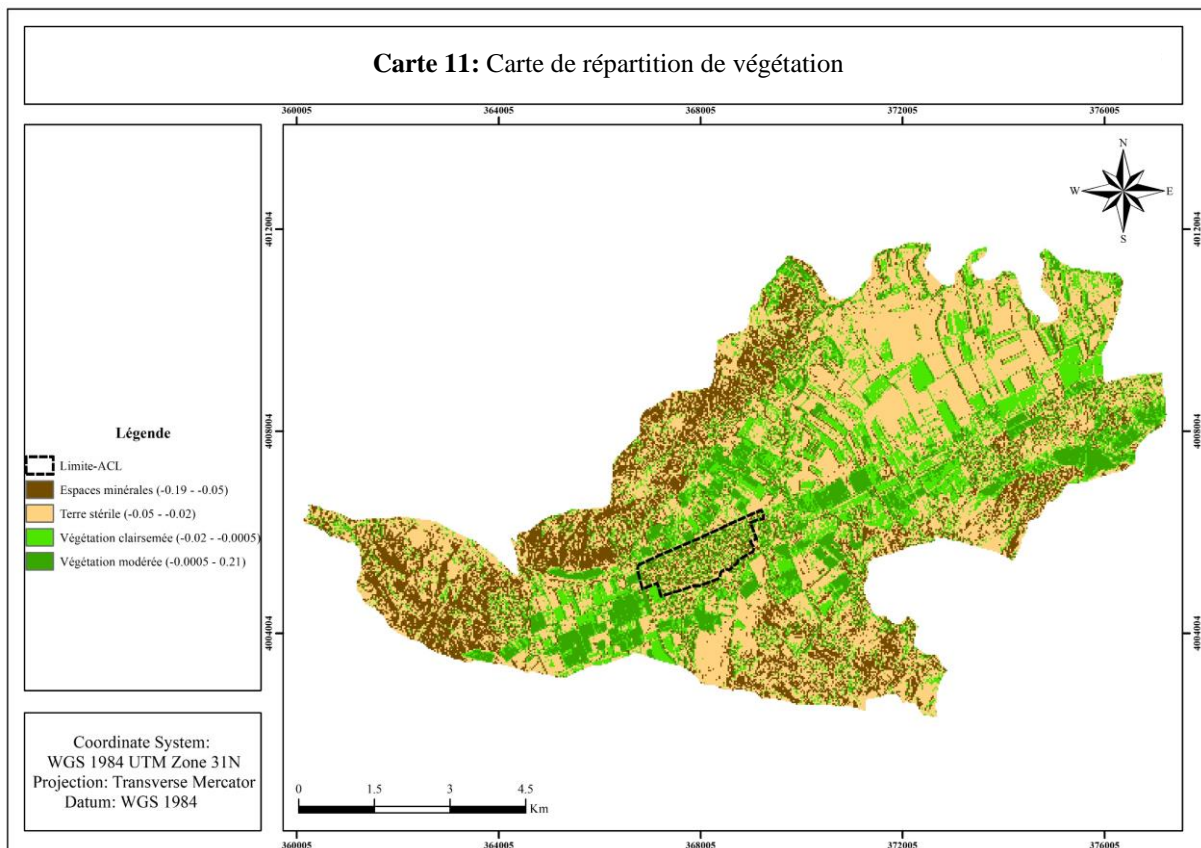 Carte 11: Carte de répartition de végétation
360005 364005 368005 372005 376005
N
W E
S
4012004 4012004
4008004 4008004
4004004 4004004
Légende
Limite-ACL
Espaces minérales (-0.19 - -0.05)
Terre stérile (-0.05 - -0.02)
Végétation clairsemée (-0.02 - -0.0005)
Végétation modérée (-0.0005 - 0.21)
Coordinate System:
WGS 1984 UTM Zone 31N
Projection: Transverse Mercator
Datum: WGS 1984
0 1.5 3 4.5
Km
360005 364005 368005 372005 376005